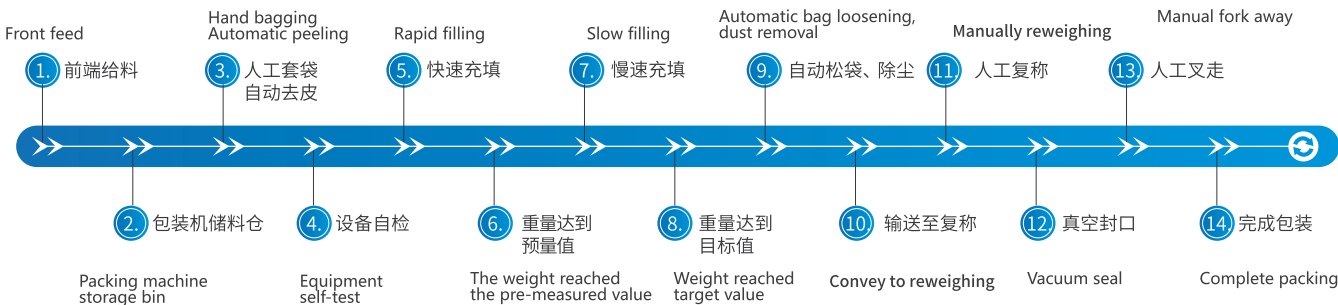 Front feed
1. 前端给料
2. 包装机储料仓
Packing machine
storage bin
Hand bagging
Automatic peeling
3. 人工套袋
自动去皮
4. 设备自检
Equipment
self-test
Rapid filling
5. 快速充填
6. 重量达到
预量值
The weight reached
the pre-measured value
Slow filling
7. 慢速充填
8. 重量达到
目标值
Weight reached
target value
Automatic bag loosening,
dust removal
9. 自动松袋、除尘
10. 输送至复称
Convey to reweighing
Manually reweighing
11. 人工复称
12. 真空封口
Vacuum seal
Manual fork away
13. 人工叉走
14. 完成包装
Complete packing